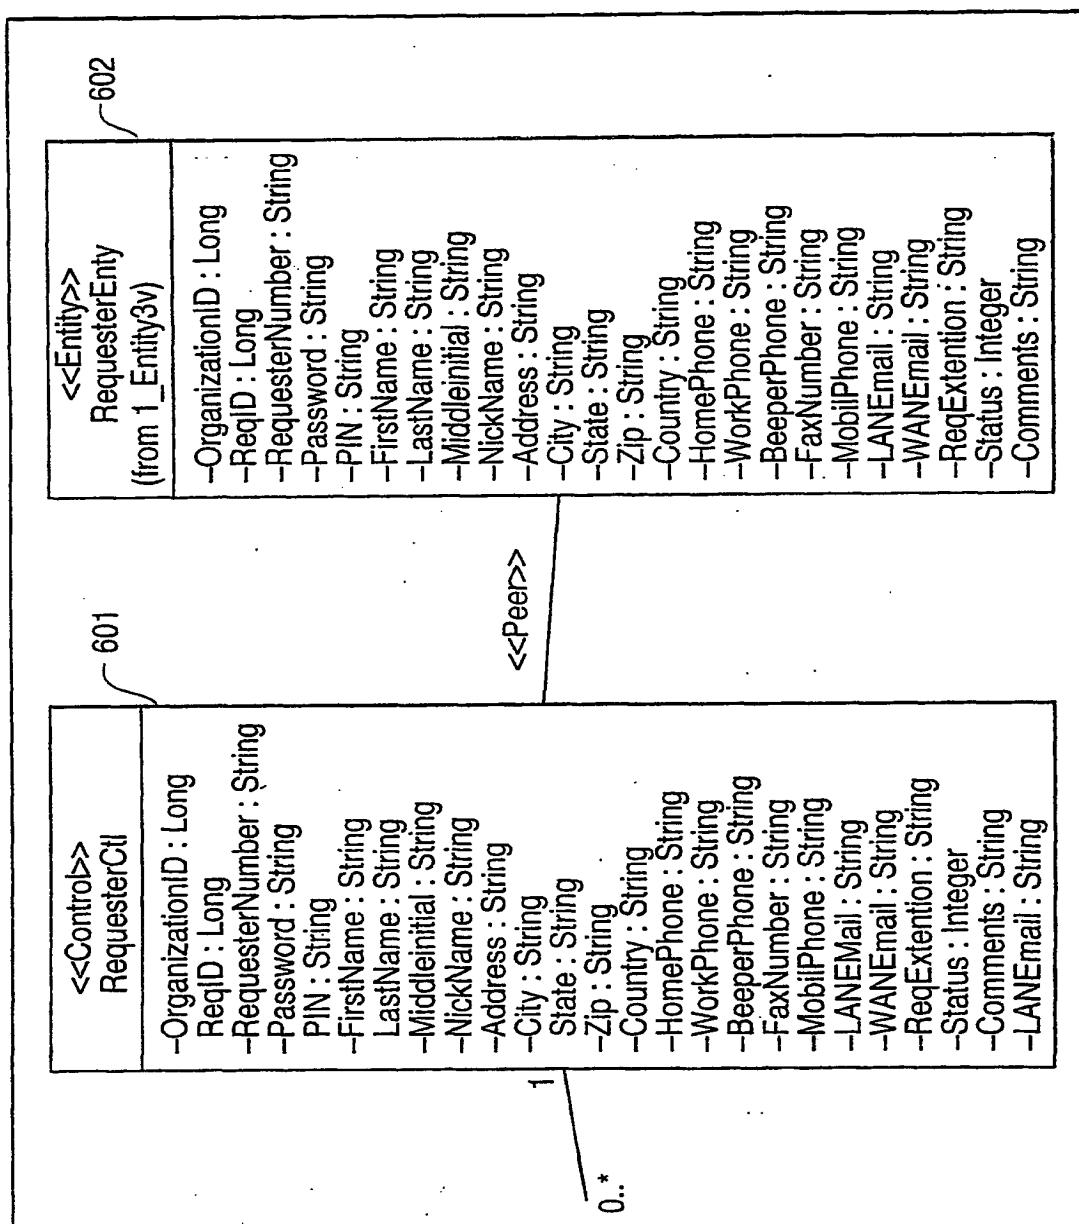 <<Control>>
RequesterCtl
–OrganizationID : Long
ReqID : Long
–RequesterNumber : String
–Password : String
PIN : String
–FirstName : String
LastName : String
–Middleinitial : String
–NickName : String
–Address : String
–City : String
State : String
–Zip : String
–Country : String
–HomePhone : String
–WorkPhone : String
–BeeperPhone : String
–FaxNumber : String
–MobilPhone : String
–LANEMail : String
–WANEmail : String
–ReqExtention : String
–Status : Integer
–Comments : String
–LANEmail : String
601
1
0..*
<<Peer>>
<<Entity>>
RequesterEnty
(from 1_Entity3v)
–OrganizationID : Long
–ReqID : Long
–RequesterNumber : String
–Password : String
–PIN : String
–FirstName : String
–LastName : String
–Middleinitial : String
–NickName : String
–Address : String
–City : String
–State : String
–Zip : String
–Country : String
–HomePhone : String
–WorkPhone : String
–BeeperPhone : String
–FaxNumber : String
–MobilPhone : String
–LANEmail : String
–WANEmail : String
–ReqExtention : String
–Status : Integer
–Comments : String
602